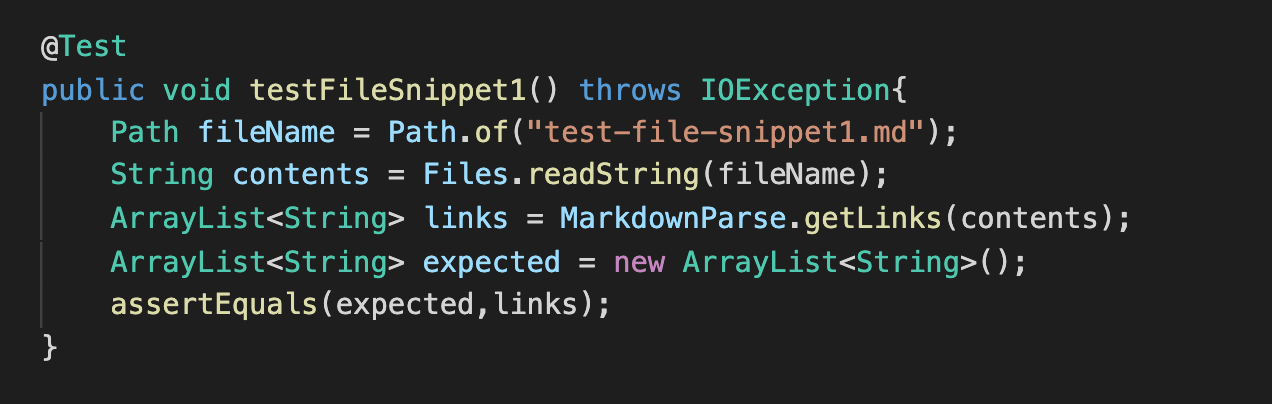 @Test
public void testFileSnippet1() throws IOException{
    Path fileName = Path.of("test-file-snippet1.md");
    String contents = Files.readString(fileName);
    ArrayList<String> links = MarkdownParse.getLinks(contents);
    ArrayList<String> expected = new ArrayList<String>();
    assertEquals(expected,links);
}